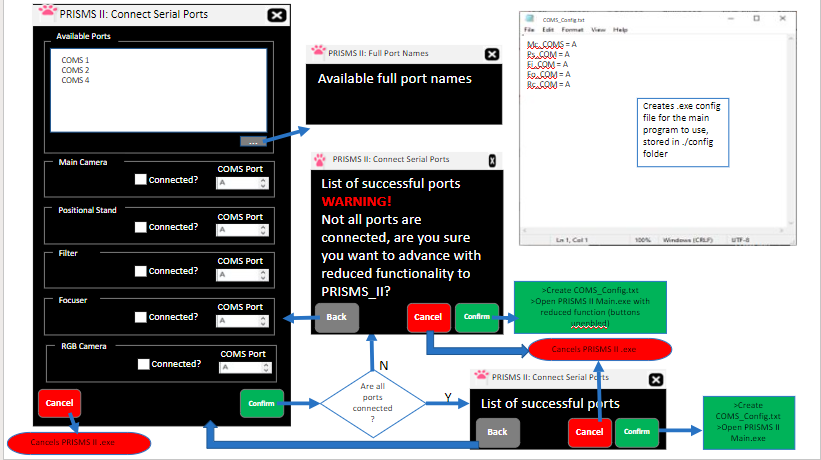 PRISMS II: Connect Serial Ports
Available Ports
COMS 1
COMS 2
COMS 4
...
Main Camera
Connected?
COMS Port
A
Positional Stand
Connected?
COMS Port
A
Filter
Connected?
COMS Port
A
Focuser
Connected?
COMS Port
A
RGB Camera
Connected?
COMS Port
A
Cancel
Confirm
Cancels PRISMS II .exe
PRISMS II: Full Port Names
Available full port names
PRISMS II: Connect Serial Ports
List of successful ports
WARNING!
Not all ports are
connected, are you sure
you want to advance with
reduced functionality to
PRISMS_II?
Back
Cancel
Confirm
N
Are all
ports
connected
?
Y
COMS_Config.txt
File Edit Format View Help
Mc_COMS = A
Ps_COM = A
Fi_COM = A
Fo_COM = A
Rc_COM = A
Creates .exe config
file for the main
program to use,
stored in ./config
folder
Ln 1, Col 1
100%
Windows (CRLF)
UTF-8
>Create COMS_Config.txt
>Open PRISMS II Main.exe with
reduced function (buttons
unenabled)
Cancels PRISMS II .exe
PRISMS II: Connect Serial Ports
List of successful ports
Back
Cancel
Confirm
>Create
COMS_Config.txt
>Open PRISMS II
Main.exe